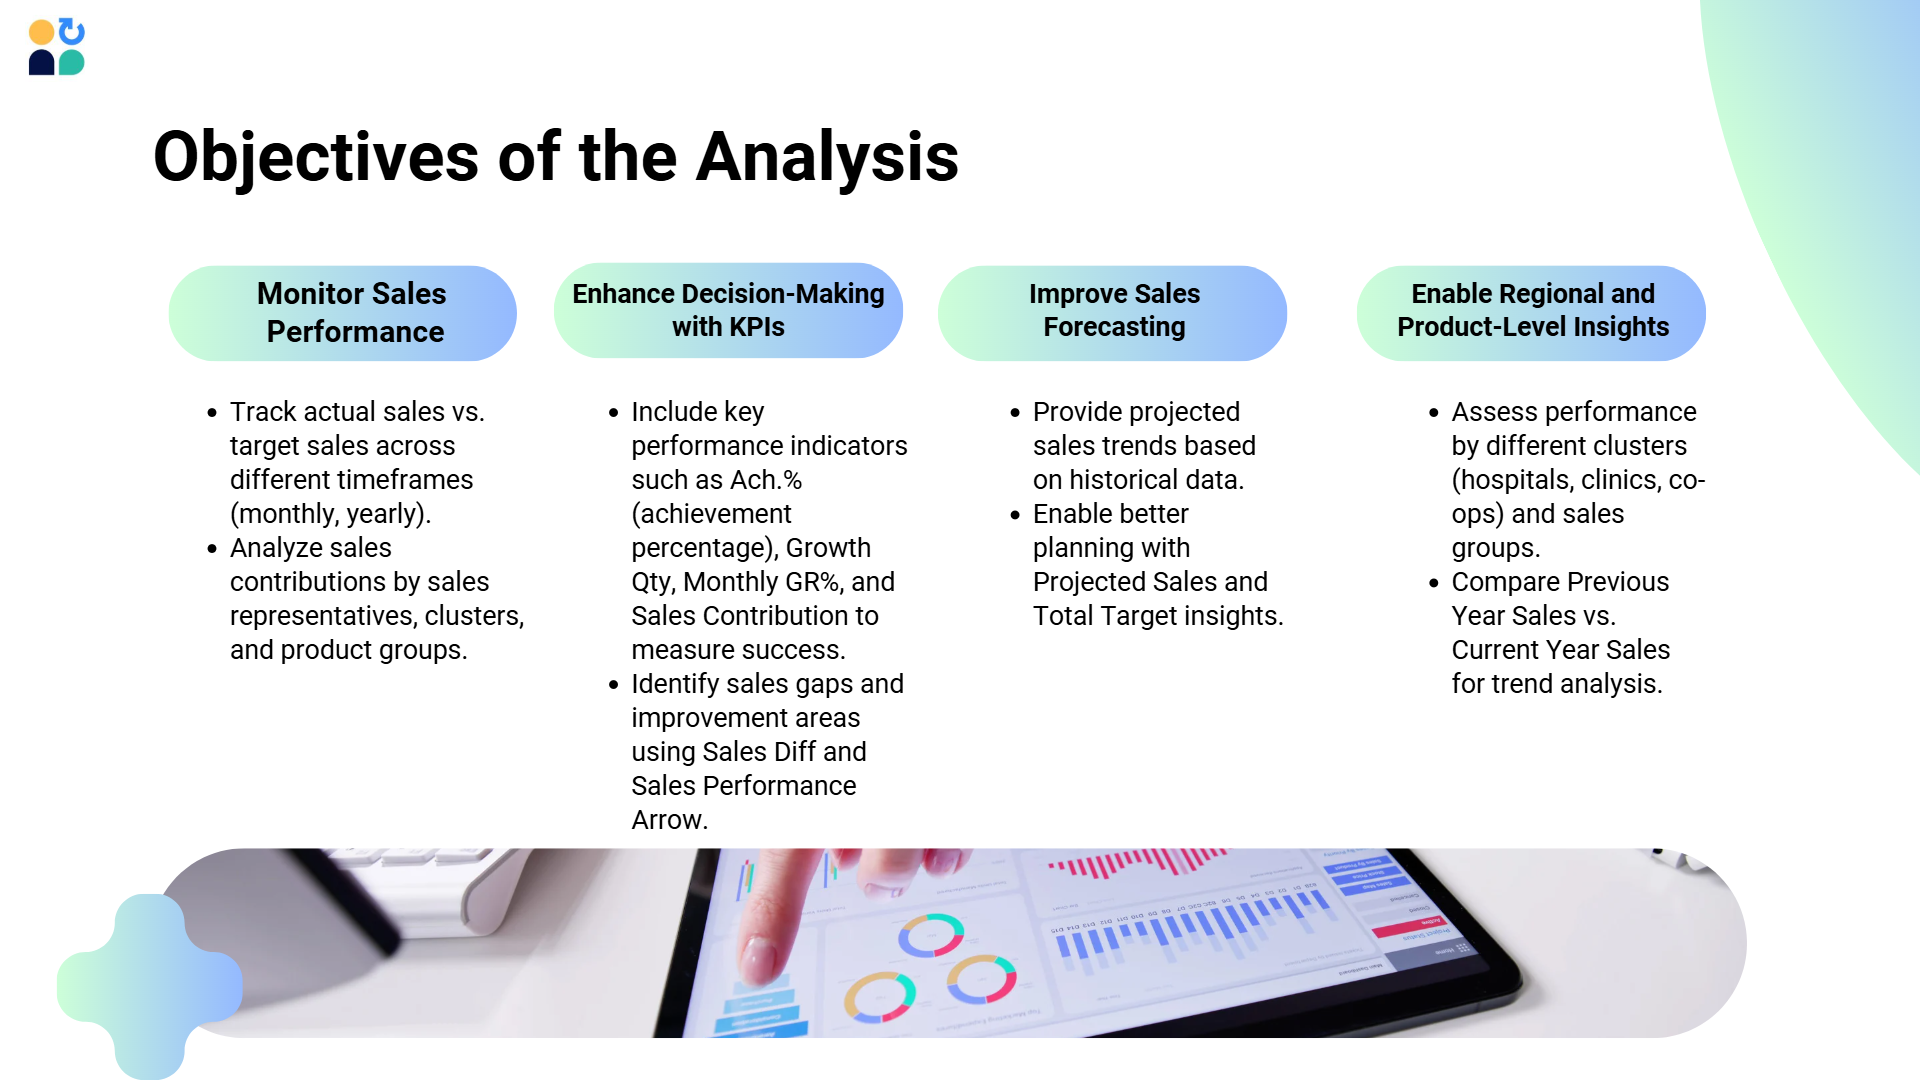 Objectives of the Analysis
Monitor Sales
Performance
Track actual sales vs.
target sales across
different timeframes
(monthly, yearly).
Analyze sales
contributions by sales
representatives, clusters,
and product groups.
Enhance Decision-Making
with KPIs
Include key
performance indicators
such as Ach.%
(achievement
percentage), Growth
Qty, Monthly GR%, and
Sales Contribution to
measure success.
Identify sales gaps and
improvement areas
using Sales Diff and
Sales Performance
Arrow.
Improve Sales
Forecasting
Provide projected
sales trends based
on historical data.
Enable better
planning with
Projected Sales and
Total Target insights.
Enable Regional and
Product-Level Insights
Assess performance
by different clusters
(hospitals, clinics, co-
ops) and sales
groups.
Compare Previous
Year Sales vs.
Current Year Sales
for trend analysis.